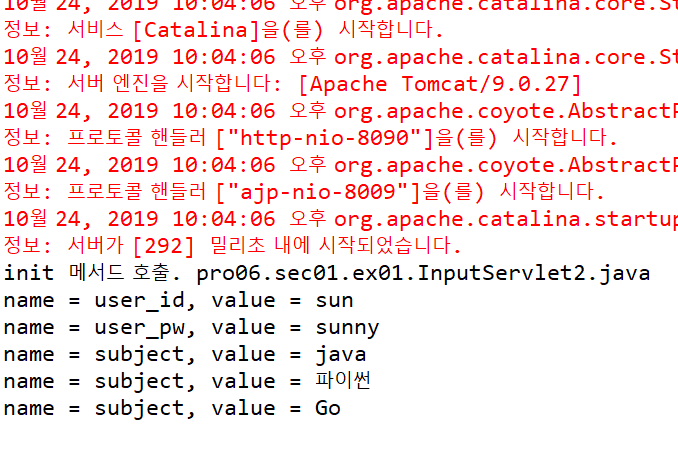 10월 24, 2019 10:04:06 오후 org.apache.catalina.core.St
정보: 서비스 [Catalina]을(를) 시작합니다.
10월 24, 2019 10:04:06 오후 org.apache.catalina.core.St
정보: 서버 엔진을 시작합니다: [Apache Tomcat/9.0.27]
10월 24, 2019 10:04:06 오후 org.apache.coyote.AbstractP
정보: 프로토콜 핸들러 ["http-nio-8090"]을(를) 시작합니다.
10월 24, 2019 10:04:06 오후 org.apache.coyote.AbstractP
정보: 프로토콜 핸들러 ["ajp-nio-8009"]을(를) 시작합니다.
10월 24, 2019 10:04:06 오후 org.apache.catalina.startup
정보: 서버가 [292] 밀리초 내에 시작되었습니다.
init 메서드 호출. pro06.sec01.ex01.InputServlet2.java
name = user_id, value = sun
name = user_pw, value = sunny
name = subject, value = java
name = subject, value = 파이썬
name = subject, value = Go